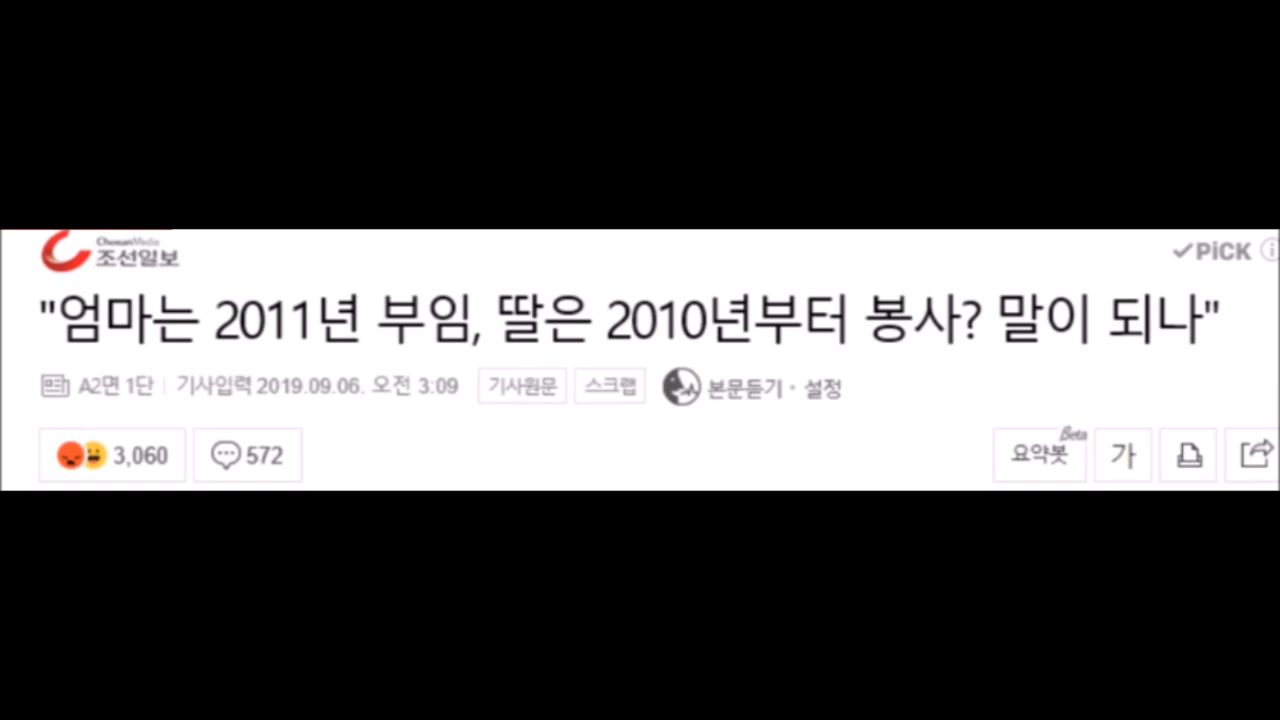 ChosunMedia
조선일보
PiCK
"엄마는 2011년 부임, 딸은 2010년부터 봉사? 말이 되나"
A2면 1단 기사입력 2019.09.06. 오전 3:09 기사원문 스크랩 본문듣기 · 설정
3,060 572 요약봇 Beta 가